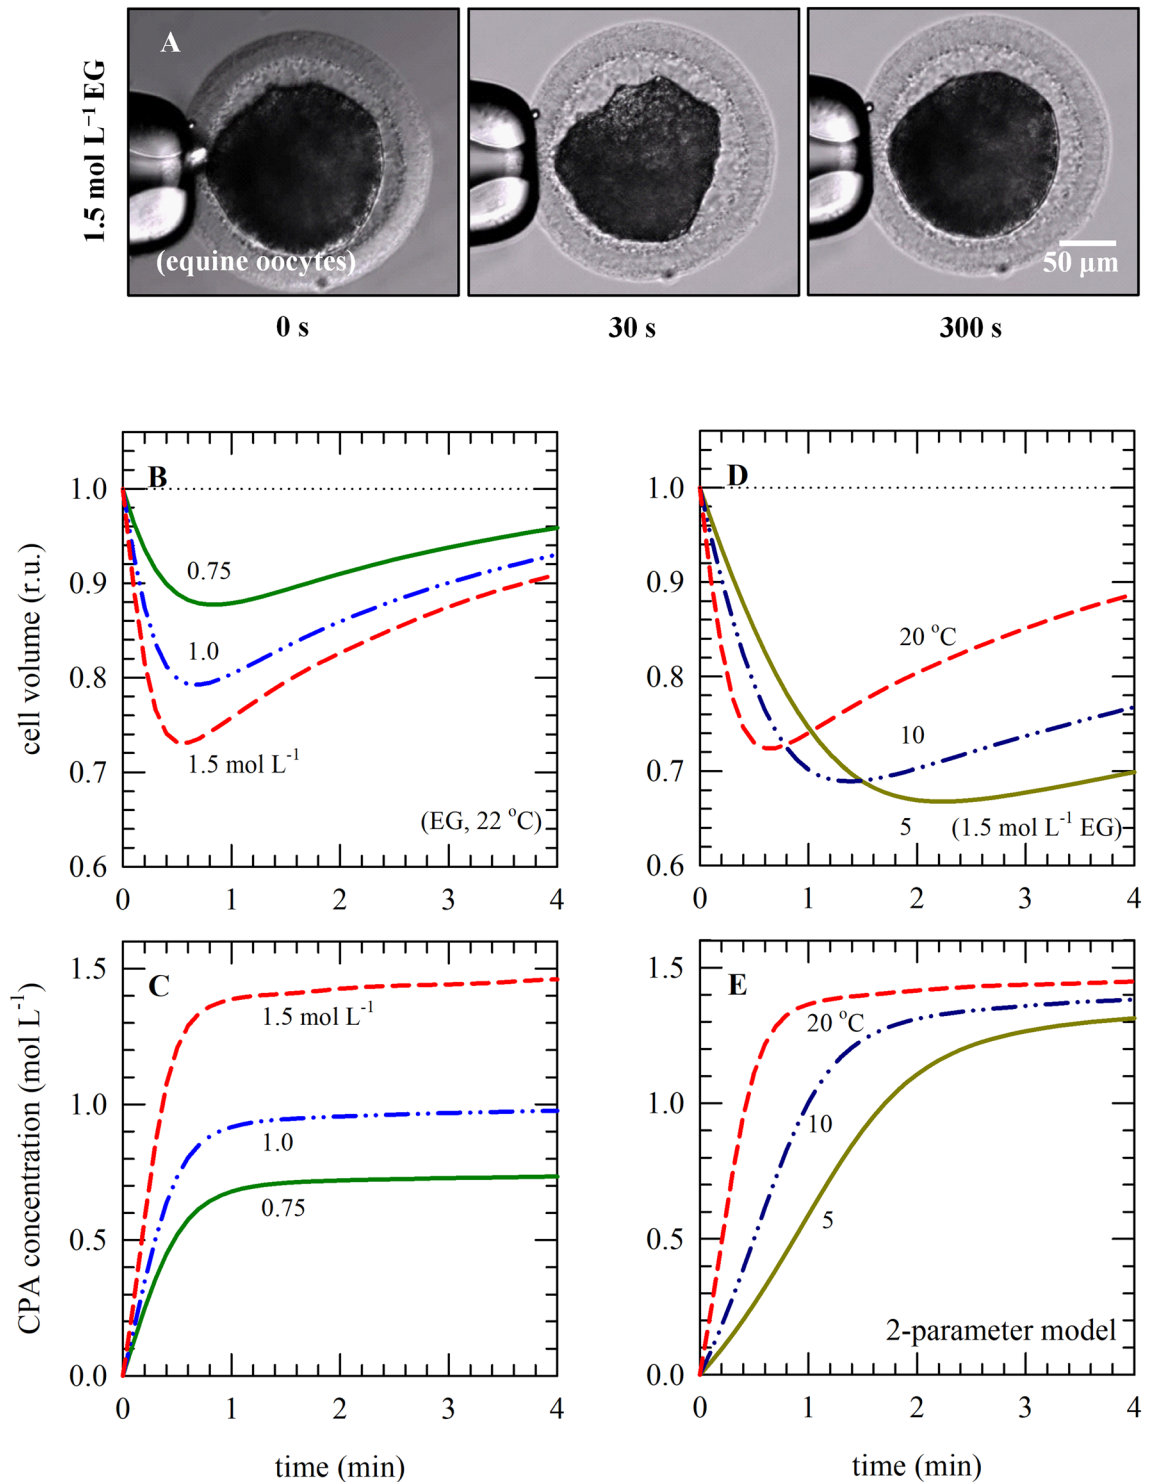 1.5 mol L⁻¹ EG
A
(equine oocytes)
50 µm
0 s
30 s
300 s
B
1.0
0.9
0.8
0.7
0.6
0.75
1.0
1.5 mol L⁻¹
(EG, 22 °C)
0 1 2 3 4
cell volume (r.u.)
D
1.0
0.9
0.8
0.7
0.6
20 °C
10
5
(1.5 mol L⁻¹ EG)
0 1 2 3 4
C
1.5
1.0
0.5
0.0
1.5 mol L⁻¹
1.0
0.75
0 1 2 3 4
CPA concentration (mol L⁻¹)
time (min)
E
1.5
1.0
0.5
0.0
20 °C
10
5
2-parameter model
0 1 2 3 4
time (min)